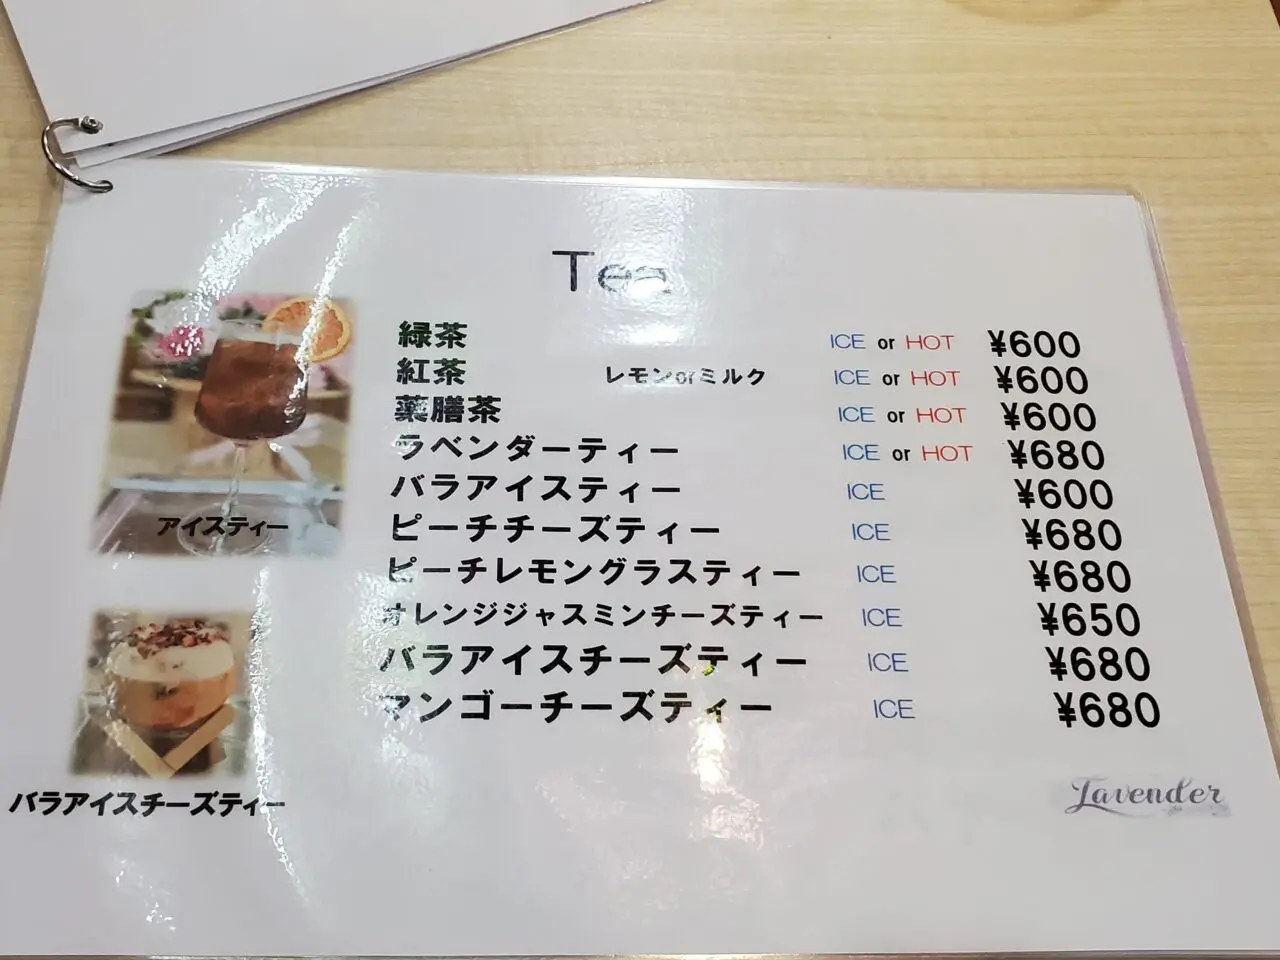 Tea
緑茶 ICE or HOT ¥600
紅茶 レモンorミルク ICE or HOT ¥600
薬膳茶 ICE or HOT ¥600
ラベンダーティー ICE or HOT ¥680
バラアイスティー ICE ¥600
ピーチチーズティー ICE ¥680
ピーチレモングラスティー ICE ¥680
オレンジジャスミンチーズティー ICE ¥650
バラアイスチーズティー ICE ¥680
マンゴーチーズティー ICE ¥680
アイスティー
バラアイスチーズティー
Lavender